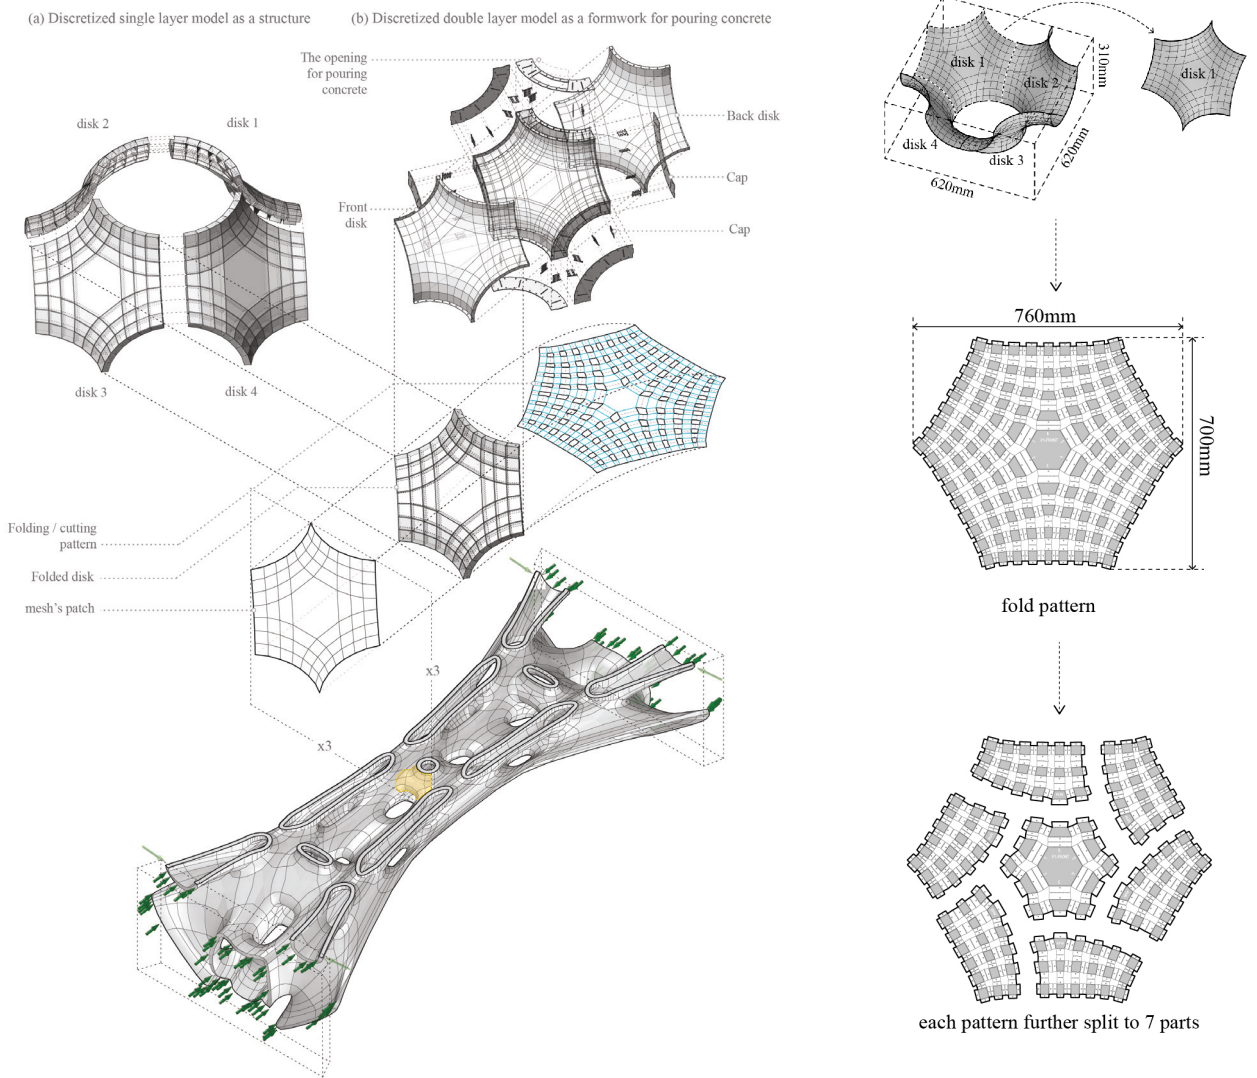 (a) Discretized single layer model as a structure
(b) Discretized double layer model as a formwork for pouring concrete
The opening
for pouring
concrete
disk 2
disk 1
Back disk
Cap
Front
disk
Cap
disk 3
disk 4
Folding / cutting
pattern
Folded disk
mesh's patch
x3
x3
disk 1
disk 2
disk 4
disk 3
310mm
620mm
620mm
disk 1
760mm
700mm
fold pattern
each pattern further split to 7 parts